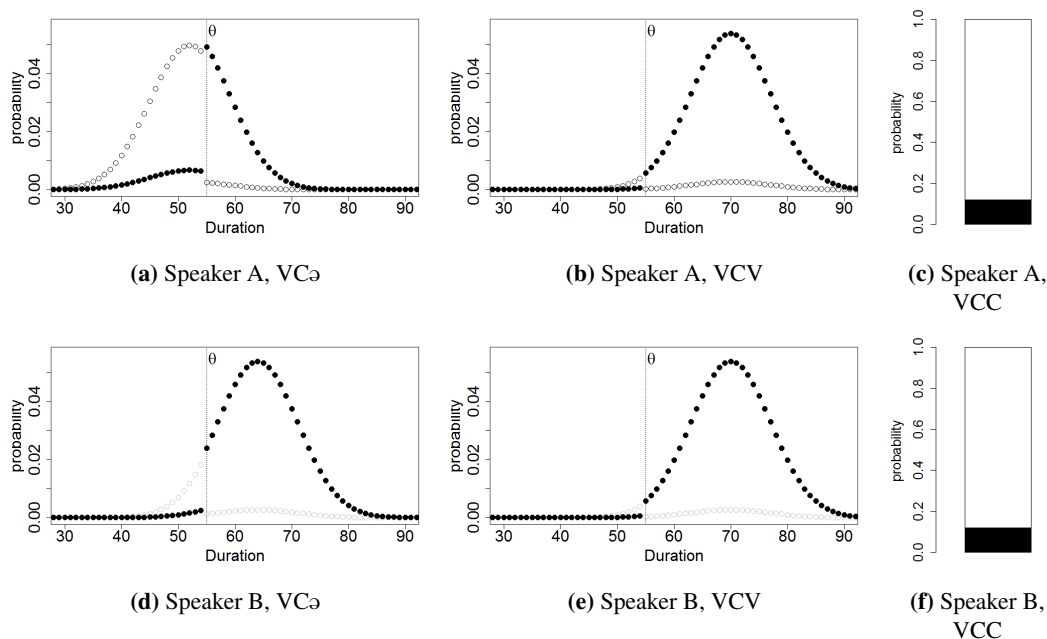 θ
probability
0.00 0.02 0.04
30 40 50 60 70 80 90
Duration
(a) Speaker A, VCə
θ
probability
0.00 0.02 0.04
30 40 50 60 70 80 90
Duration
(b) Speaker A, VCV
probability
0.0 0.2 0.4 0.6 0.8 1.0
(c) Speaker A,
VCC
θ
probability
0.00 0.02 0.04
30 40 50 60 70 80 90
Duration
(d) Speaker B, VCə
θ
probability
0.00 0.02 0.04
30 40 50 60 70 80 90
Duration
(e) Speaker B, VCV
probability
0.0 0.2 0.4 0.6 0.8 1.0
(f) Speaker B,
VCC